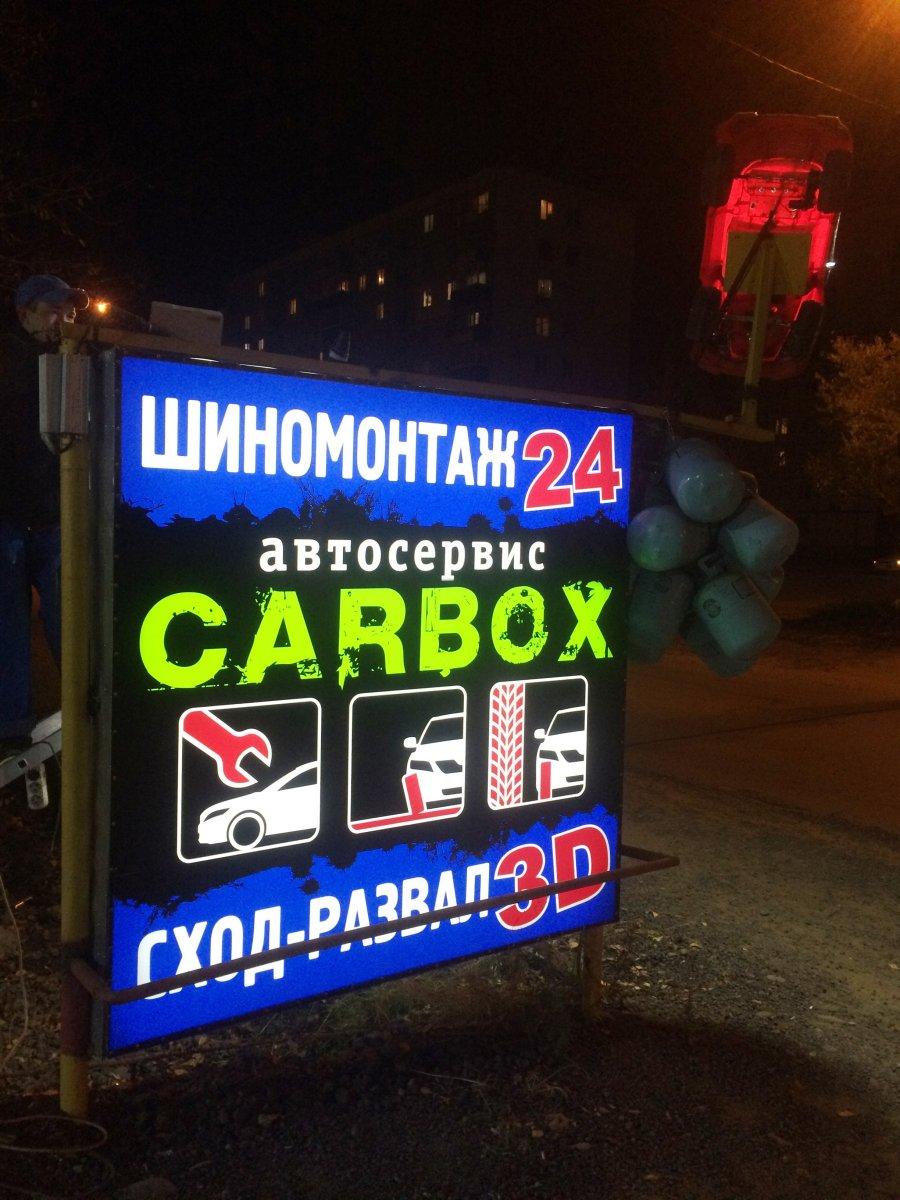 ШИНОМОНТАЖ 24
автосервис
CARBOX
СХОД-РАЗВАЛ 3D